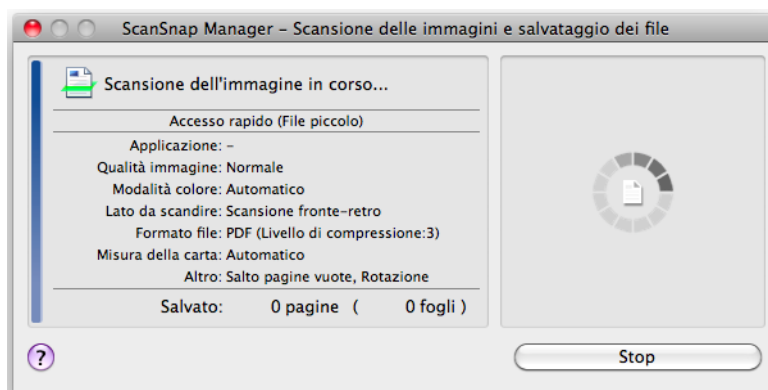 ScanSnap Manager – Scansione delle immagini e salvataggio dei file
Scansione dell'immagine in corso...
Accesso rapido (File piccolo)
Applicazione: –
Qualità immagine: Normale
Modalità colore: Automatico
Lato da scandire: Scansione fronte-retro
Formato file: PDF (Livello di compressione:3)
Misura della carta: Automatico
Altro: Salto pagine vuote, Rotazione
Salvato: 0 pagine ( 0 fogli )
?
Stop